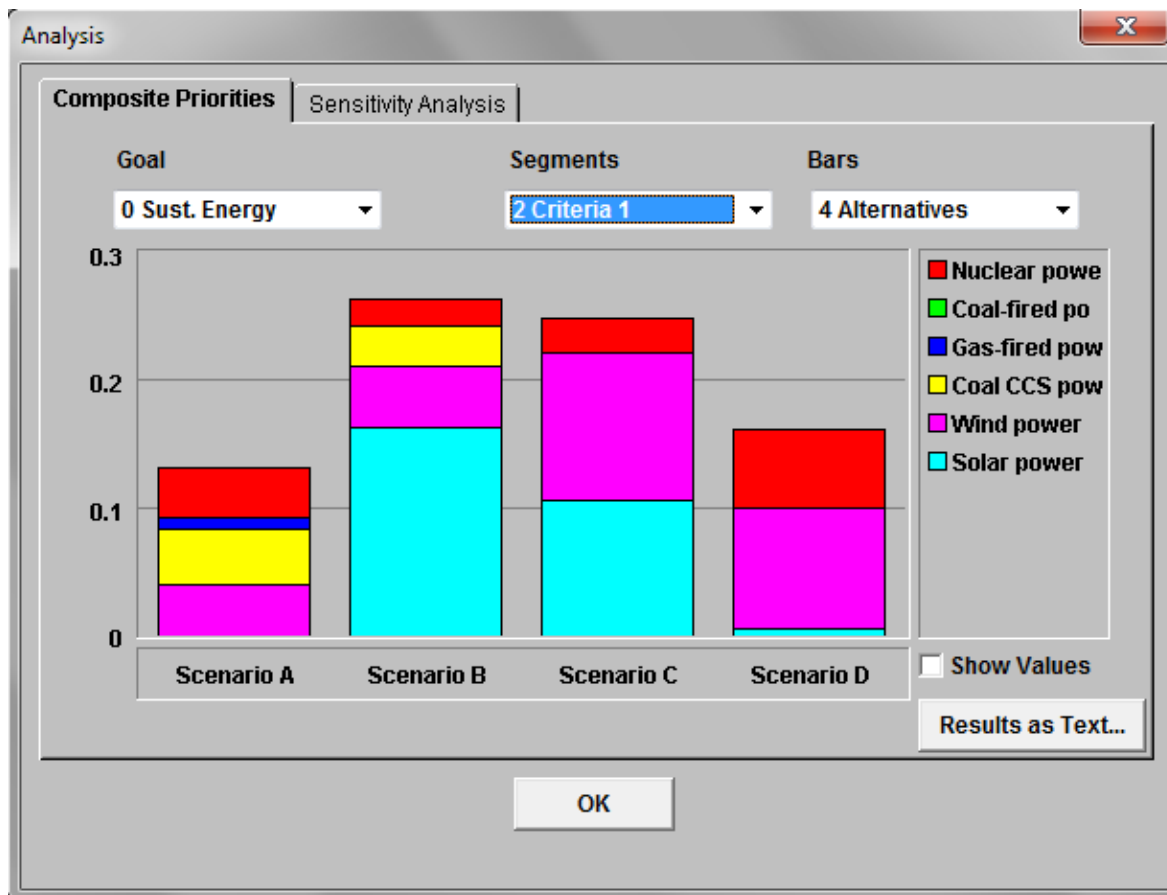 Analysis
Composite Priorities
Sensitivity Analysis
Goal
Segments
Bars
0 Sust. Energy
2 Criteria 1
4 Alternatives
0.3
0.2
0.1
0
Nuclear powe
Coal-fired po
Gas-fired pow
Coal CCS pow
Wind power
Solar power
Scenario A
Scenario B
Scenario C
Scenario D
Show Values
Results as Text...
OK